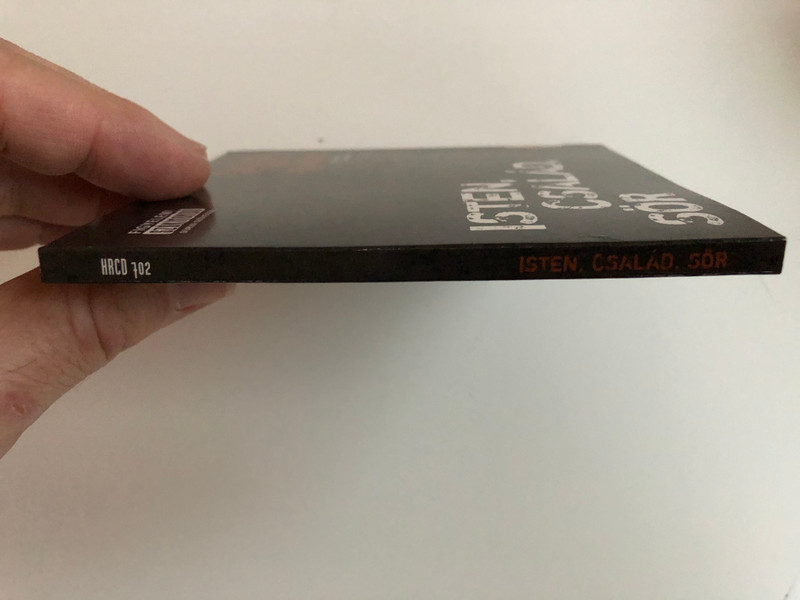 ISTEN,
CSALÁD,
SÖR
HRCD 702
ISTEN, CSALÁD, SÖR